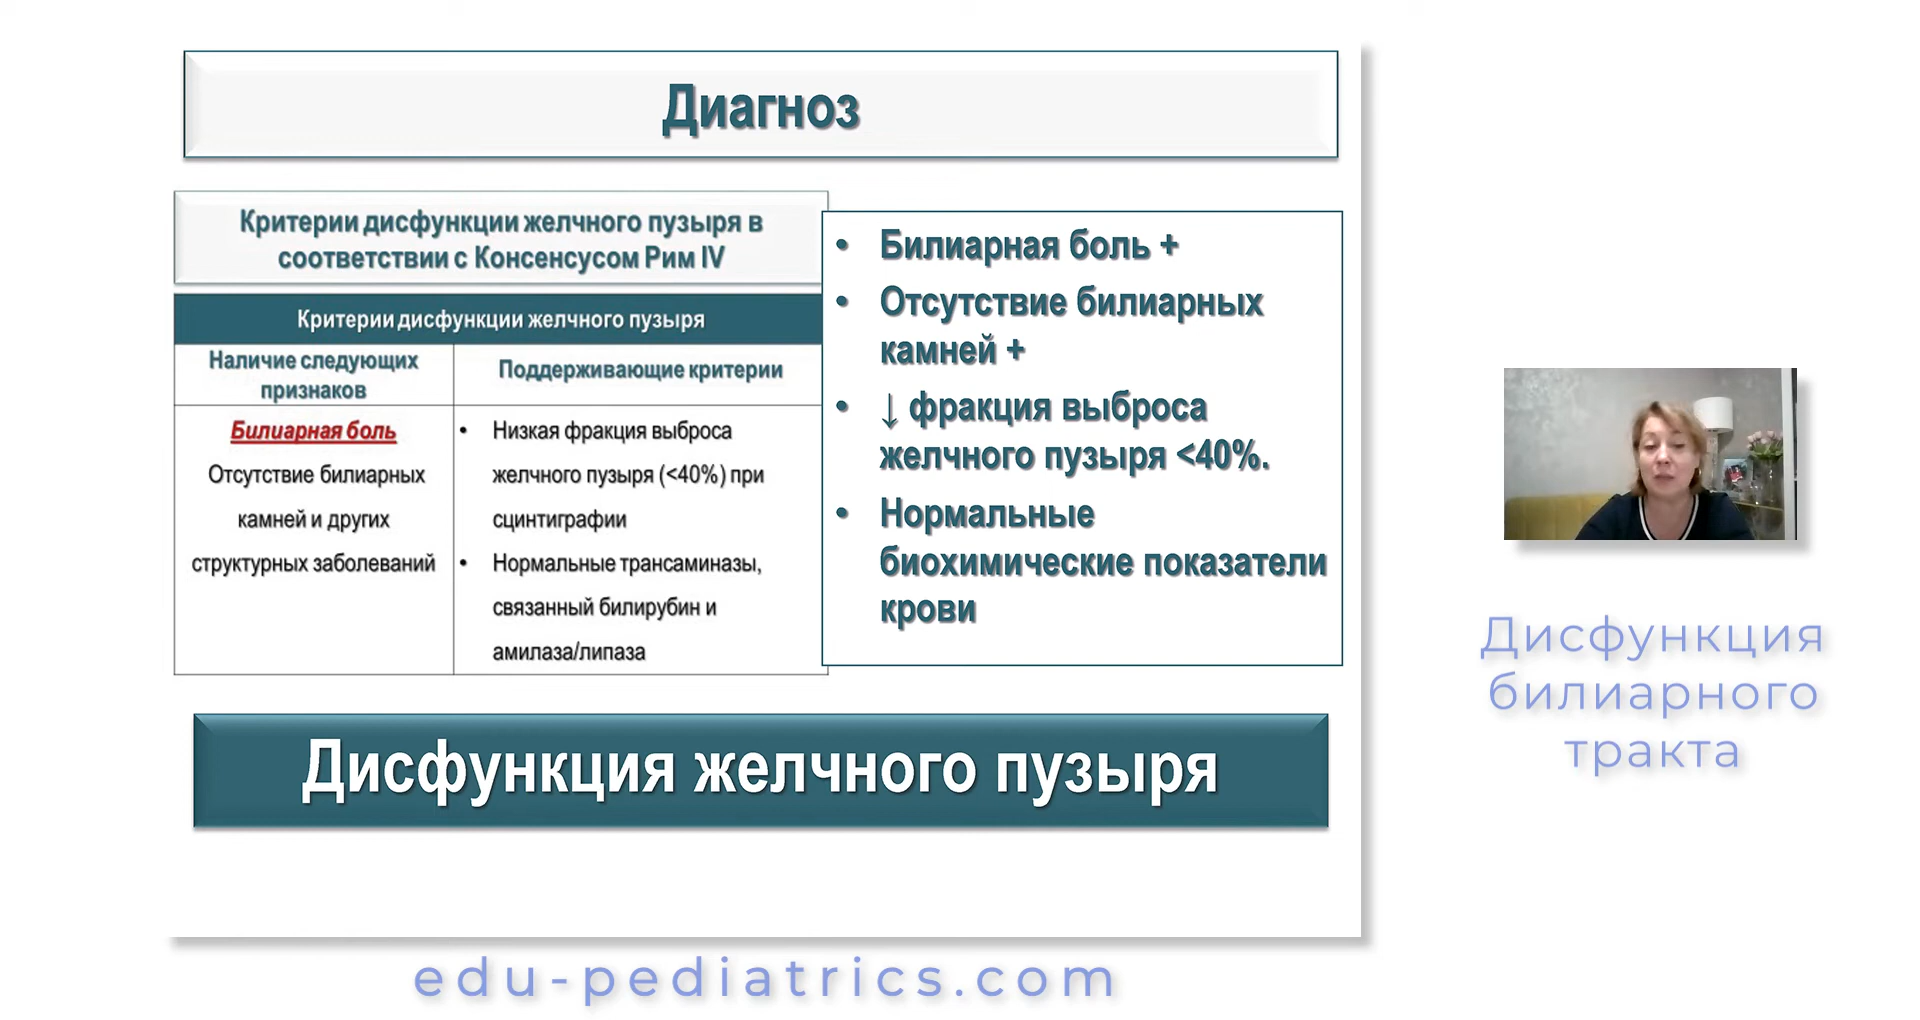 Диагноз
Критерии дисфункции желчного пузыря в
соответствии с Консенсусом Рим IV
Критерии дисфункции желчного пузыря
Наличие следующих
признаков
Поддерживающие критерии
Билиарная боль
Отсутствие билиарных
камней и других
структурных заболеваний
• Низкая фракция выброса
желчного пузыря (<40%) при
сцинтиграфии
• Нормальные трансаминазы,
связанный билирубин и
амилаза/липаза
• Билиарная боль +
• Отсутствие билиарных
камней +
• ↓ фракция выброса
желчного пузыря <40%.
• Нормальные
биохимические показатели
крови
Дисфункция желчного пузыря
Дисфункция
билиарного
тракта
edu-pediatrics.com